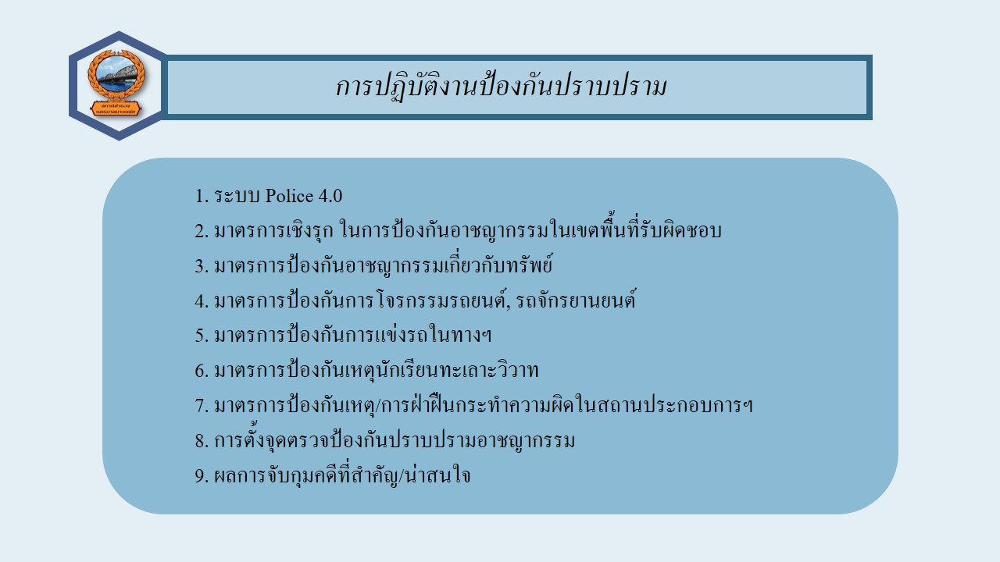 การปฏิบัติงานป้องกันปราบปราม
สถานีตำรวจ
1. ระบบ Police 4.0
2. มาตรการเชิงรุก ในการป้องกันอาชญากรรมในเขตพื้นที่รับผิดชอบ
3. มาตรการป้องกันอาชญากรรมเกี่ยวกับทรัพย์
4. มาตรการป้องกันการโจรกรรมรถยนต์, รถจักรยานยนต์
5. มาตรการป้องกันการแข่งรถในทางฯ
6. มาตรการป้องกันเหตุนักเรียนทะเลาะวิวาท
7. มาตรการป้องกันเหตุ/การฝ่าฝืนกระทำความผิดในสถานประกอบการฯ
8. การตั้งจุดตรวจป้องกันปราบปรามอาชญากรรม
9. ผลการจับกุมคดีที่สำคัญ/น่าสนใจ